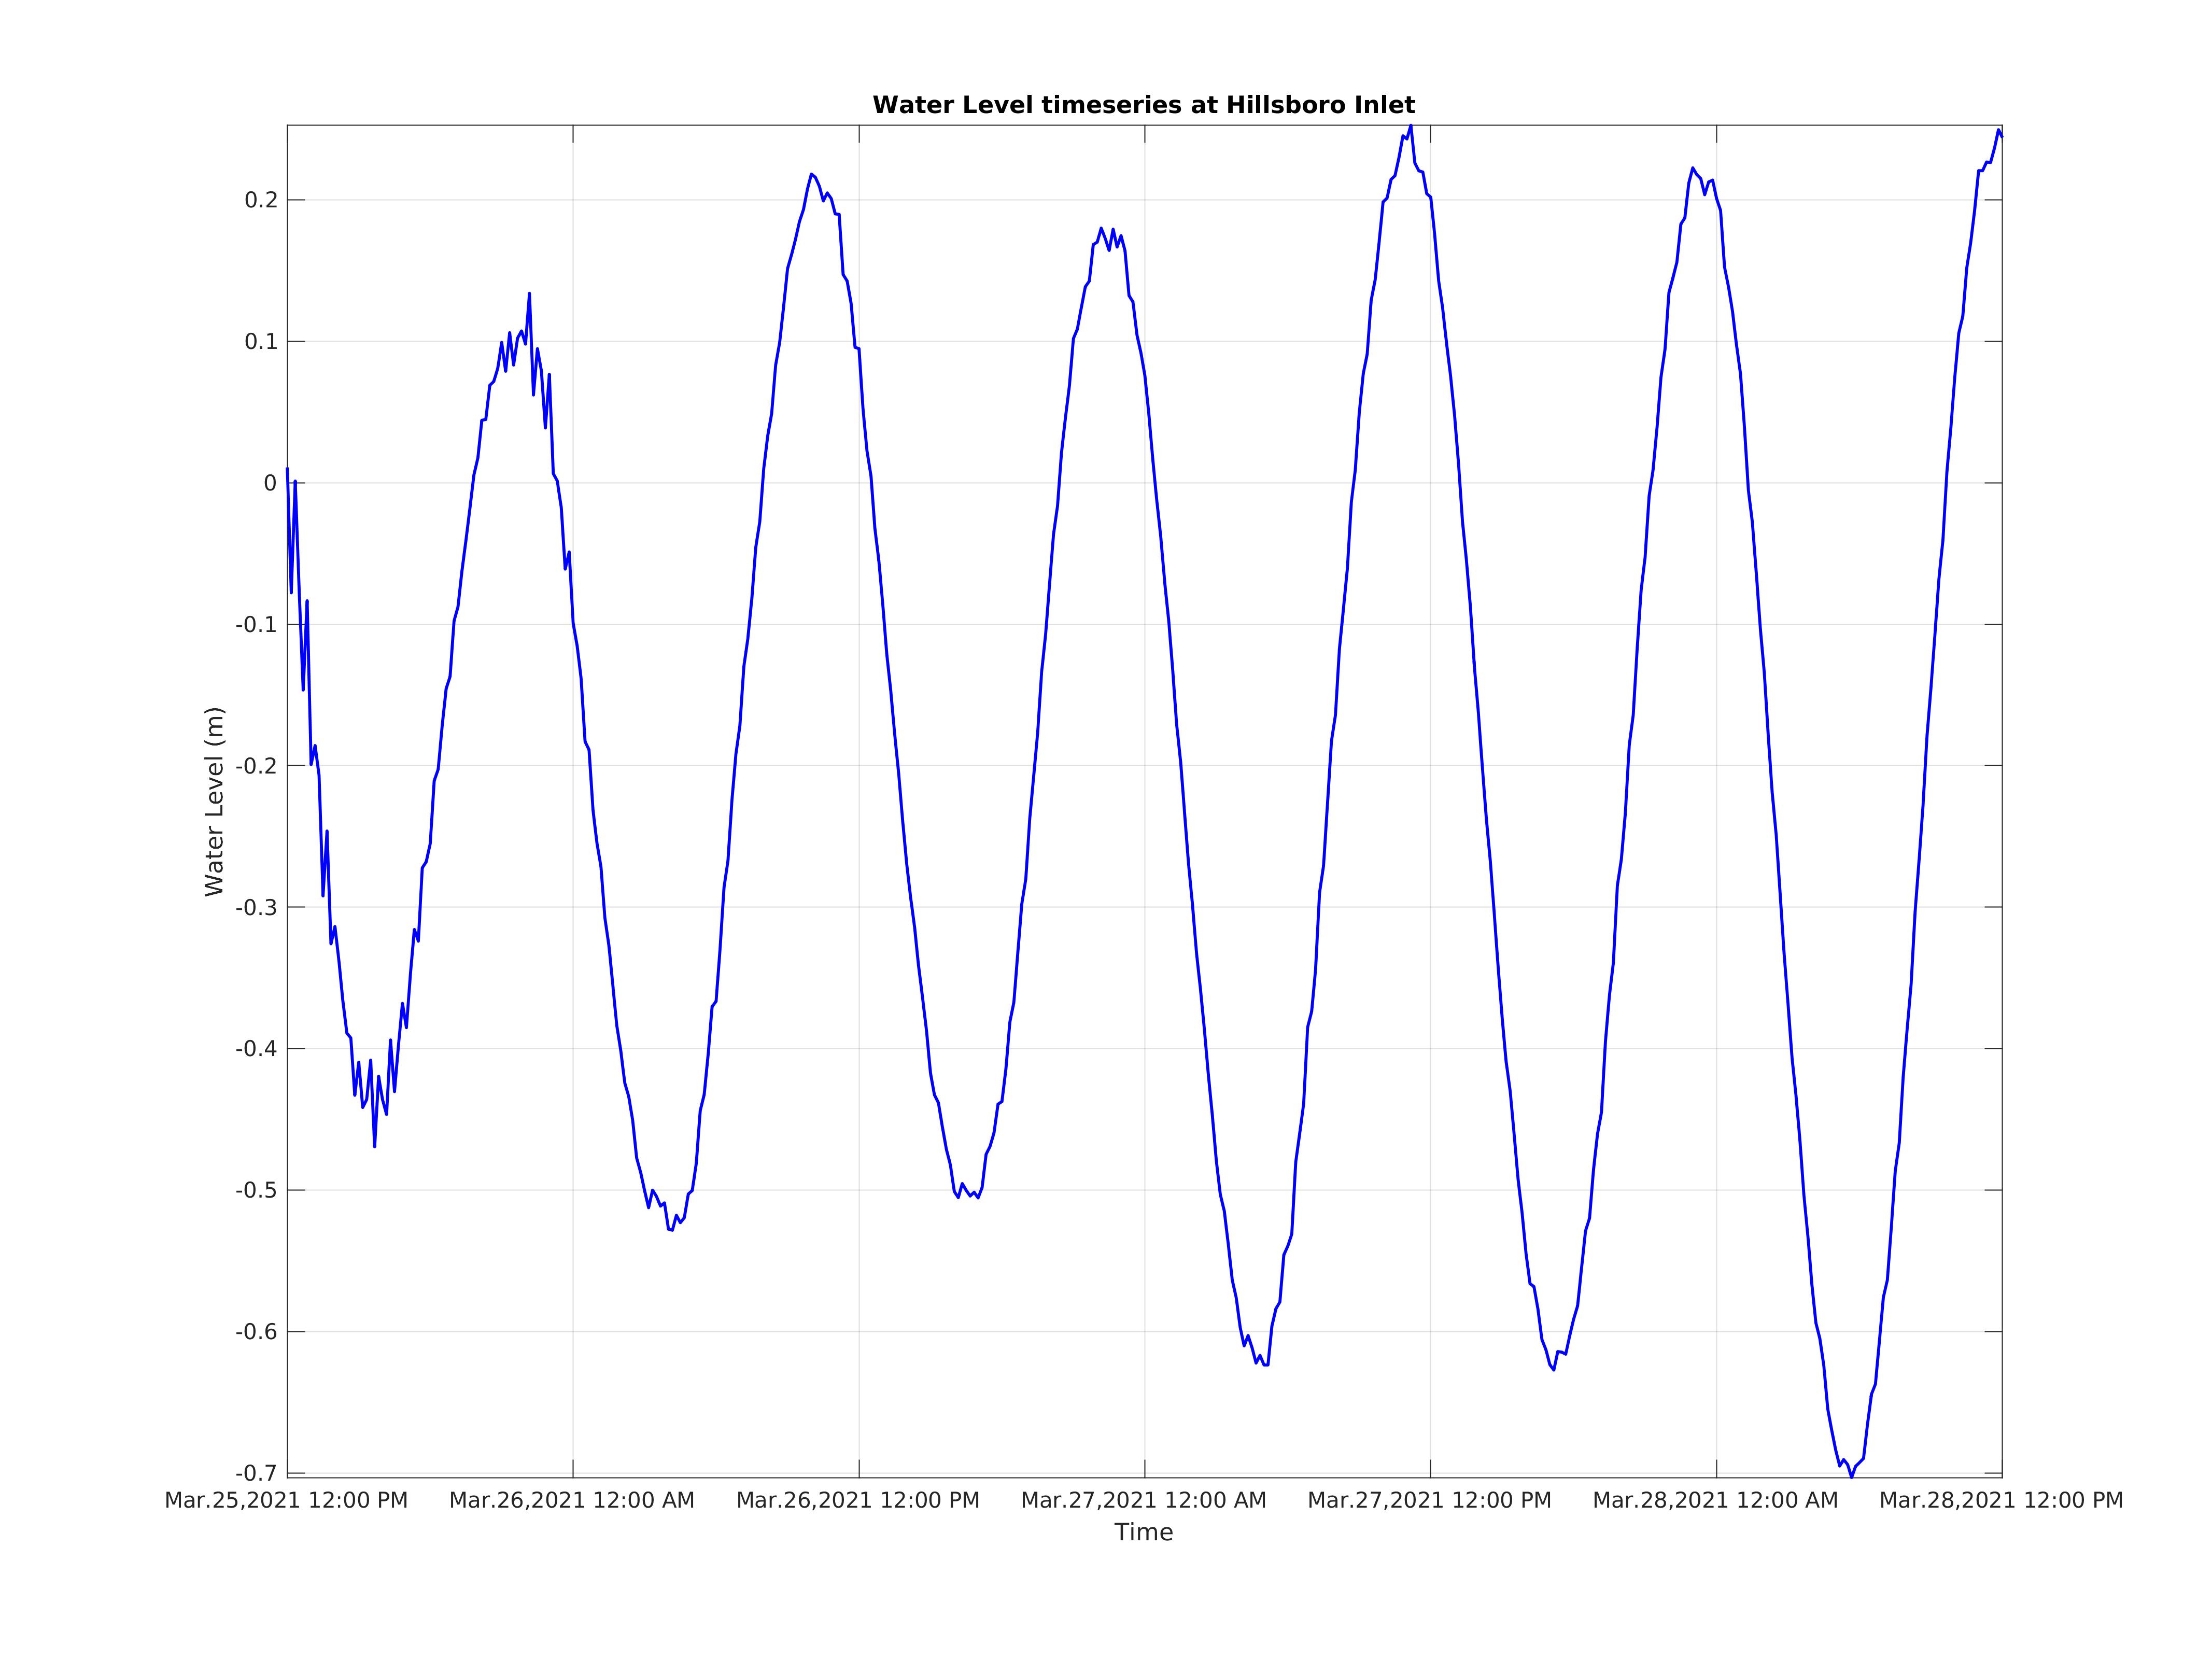 Water Level timeseries at Hillsboro Inlet
0.2
0.1
0
-0.1
-0.2
-0.3
-0.4
-0.5
-0.6
-0.7
Water Level (m)
Mar.25,2021 12:00 PM
Mar.26,2021 12:00 AM
Mar.26,2021 12:00 PM
Mar.27,2021 12:00 AM
Mar.27,2021 12:00 PM
Mar.28,2021 12:00 AM
Mar.28,2021 12:00 PM
Time